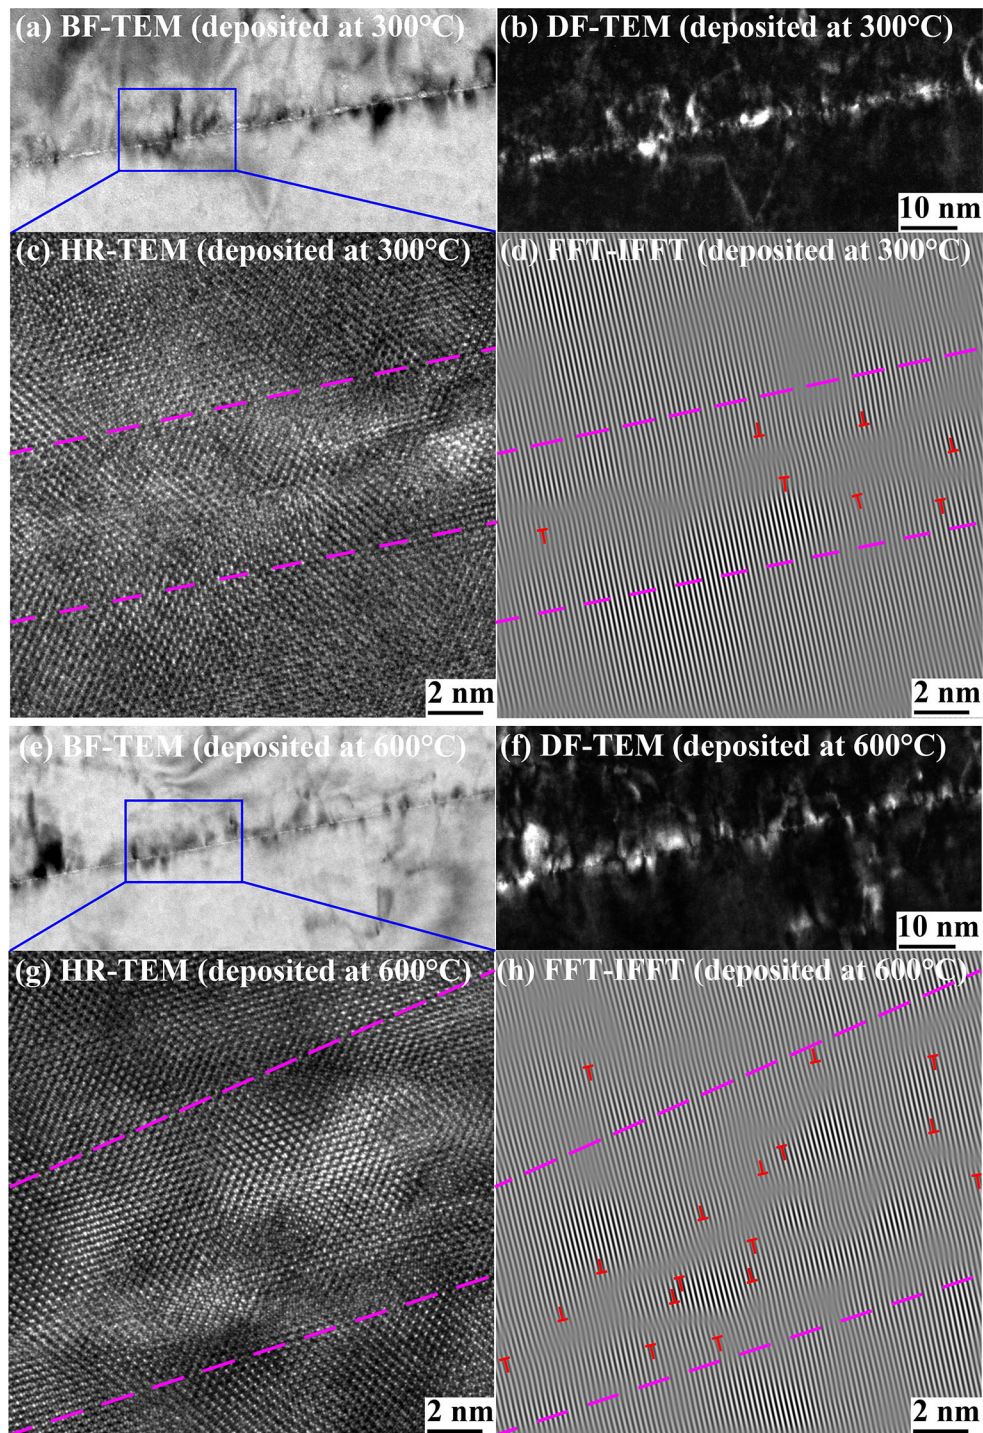 (a) BF-TEM (deposited at 300°C)
(b) DF-TEM (deposited at 300°C)
10 nm
(c) HR-TEM (deposited at 300°C)
(d) FFT-IFFT (deposited at 300°C)
2 nm
2 nm
(e) BF-TEM (deposited at 600°C)
(f) DF-TEM (deposited at 600°C)
10 nm
(g) HR-TEM (deposited at 600°C)
(h) FFT-IFFT (deposited at 600°C)
2 nm
2 nm